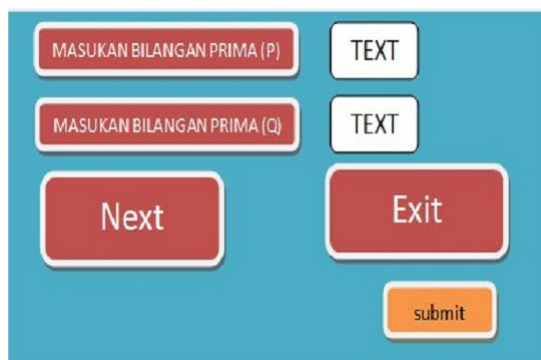 MASUKAN BILANGAN PRIMA (P) TEXT
MASUKAN BILANGAN PRIMA (Q) TEXT
Next Exit
submit